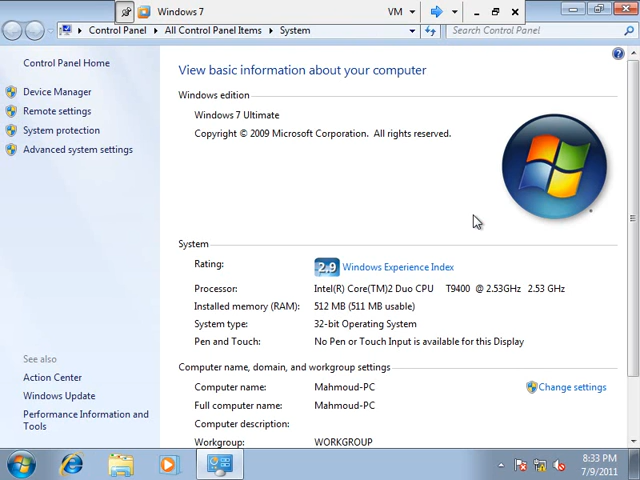 Windows 7
VM
Control Panel
All Control Panel Items
System
Search Control Panel
Control Panel Home
Device Manager
Remote settings
System protection
Advanced system settings
See also
Action Center
Windows Update
Performance Information and
Tools
View basic information about your computer
Windows edition
Windows 7 Ultimate
Copyright © 2009 Microsoft Corporation. All rights reserved.
System
Rating:
2.9 Windows Experience Index
Processor: Intel(R) Core(TM)2 Duo CPU T9400 @ 2.53GHz 2.53 GHz
Installed memory (RAM): 512 MB (511 MB usable)
System type: 32-bit Operating System
Pen and Touch: No Pen or Touch Input is available for this Display
Computer name, domain, and workgroup settings
Computer name: Mahmoud-PC
Change settings
Full computer name: Mahmoud-PC
Computer description:
Workgroup: WORKGROUP
8:33 PM
7/9/2011